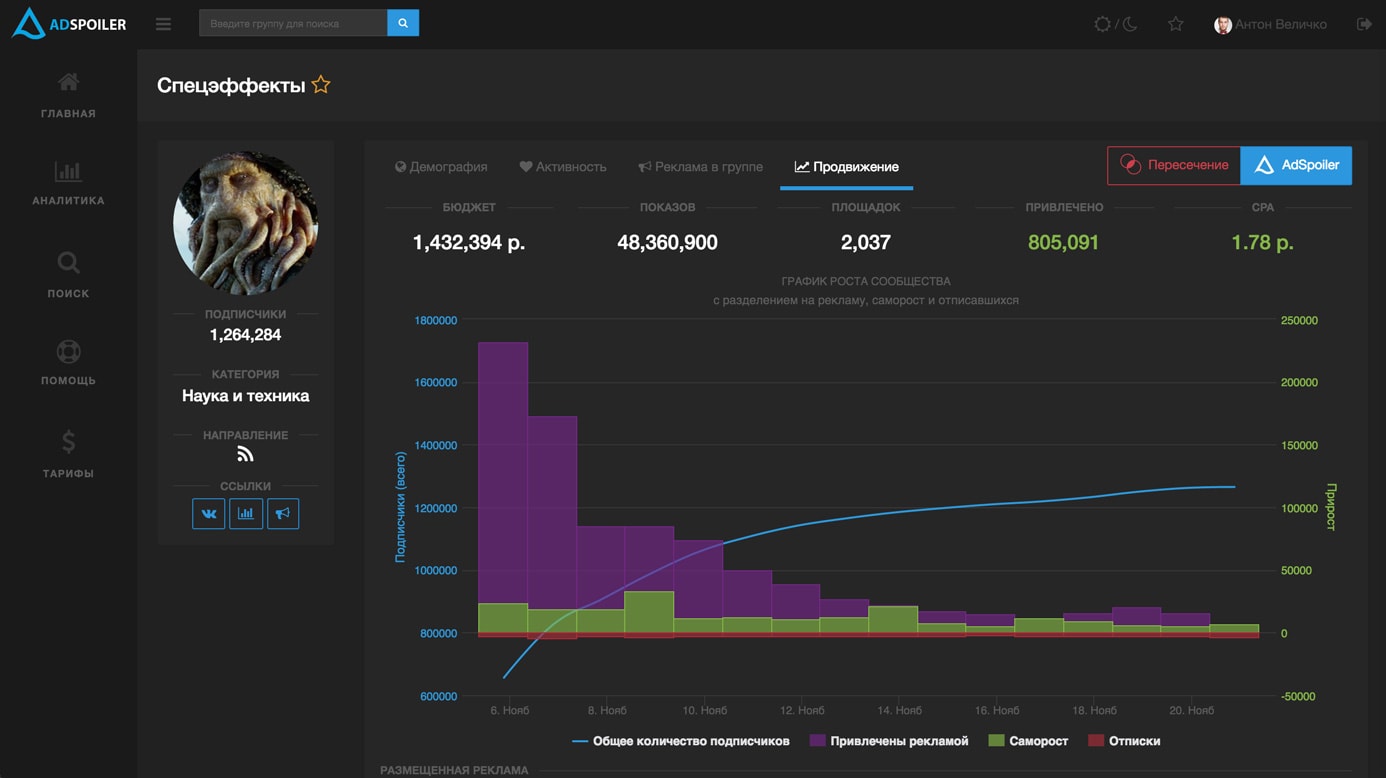 ADSPOILER
Введите группу для поиска
/
Антон Величко
ГЛАВНАЯ
АНАЛИТИКА
ПОИСК
ПОМОЩЬ
ТАРИФЫ
Спецэффекты
ПОДПИСЧИКИ
1,264,284
КАТЕГОРИЯ
Наука и техника
НАПРАВЛЕНИЕ
ССЫЛКИ
Демография Активность Реклама в группе Продвижение
Пересечение AdSpoiler
БЮДЖЕТ ПОКАЗОВ ПЛОЩАДОК ПРИВЛЕЧЕНО CPA
1,432,394 р. 48,360,900 2,037 805,091 1.78 р.
ГРАФИК РОСТА СООБЩЕСТВА
с разделением на рекламу, саморост и отписавшихся
Подписчики (всего)
1800000
1600000
1400000
1200000
1000000
800000
600000
250000
200000
150000
100000
50000
0
-50000
Прирост
6. Нояб 8. Нояб 10. Нояб 12. Нояб 14. Нояб 16. Нояб 18. Нояб 20. Нояб
Общее количество подписчиков Привлечены рекламой Саморост Отписки
РАЗМЕЩЕННАЯ РЕКЛАМА